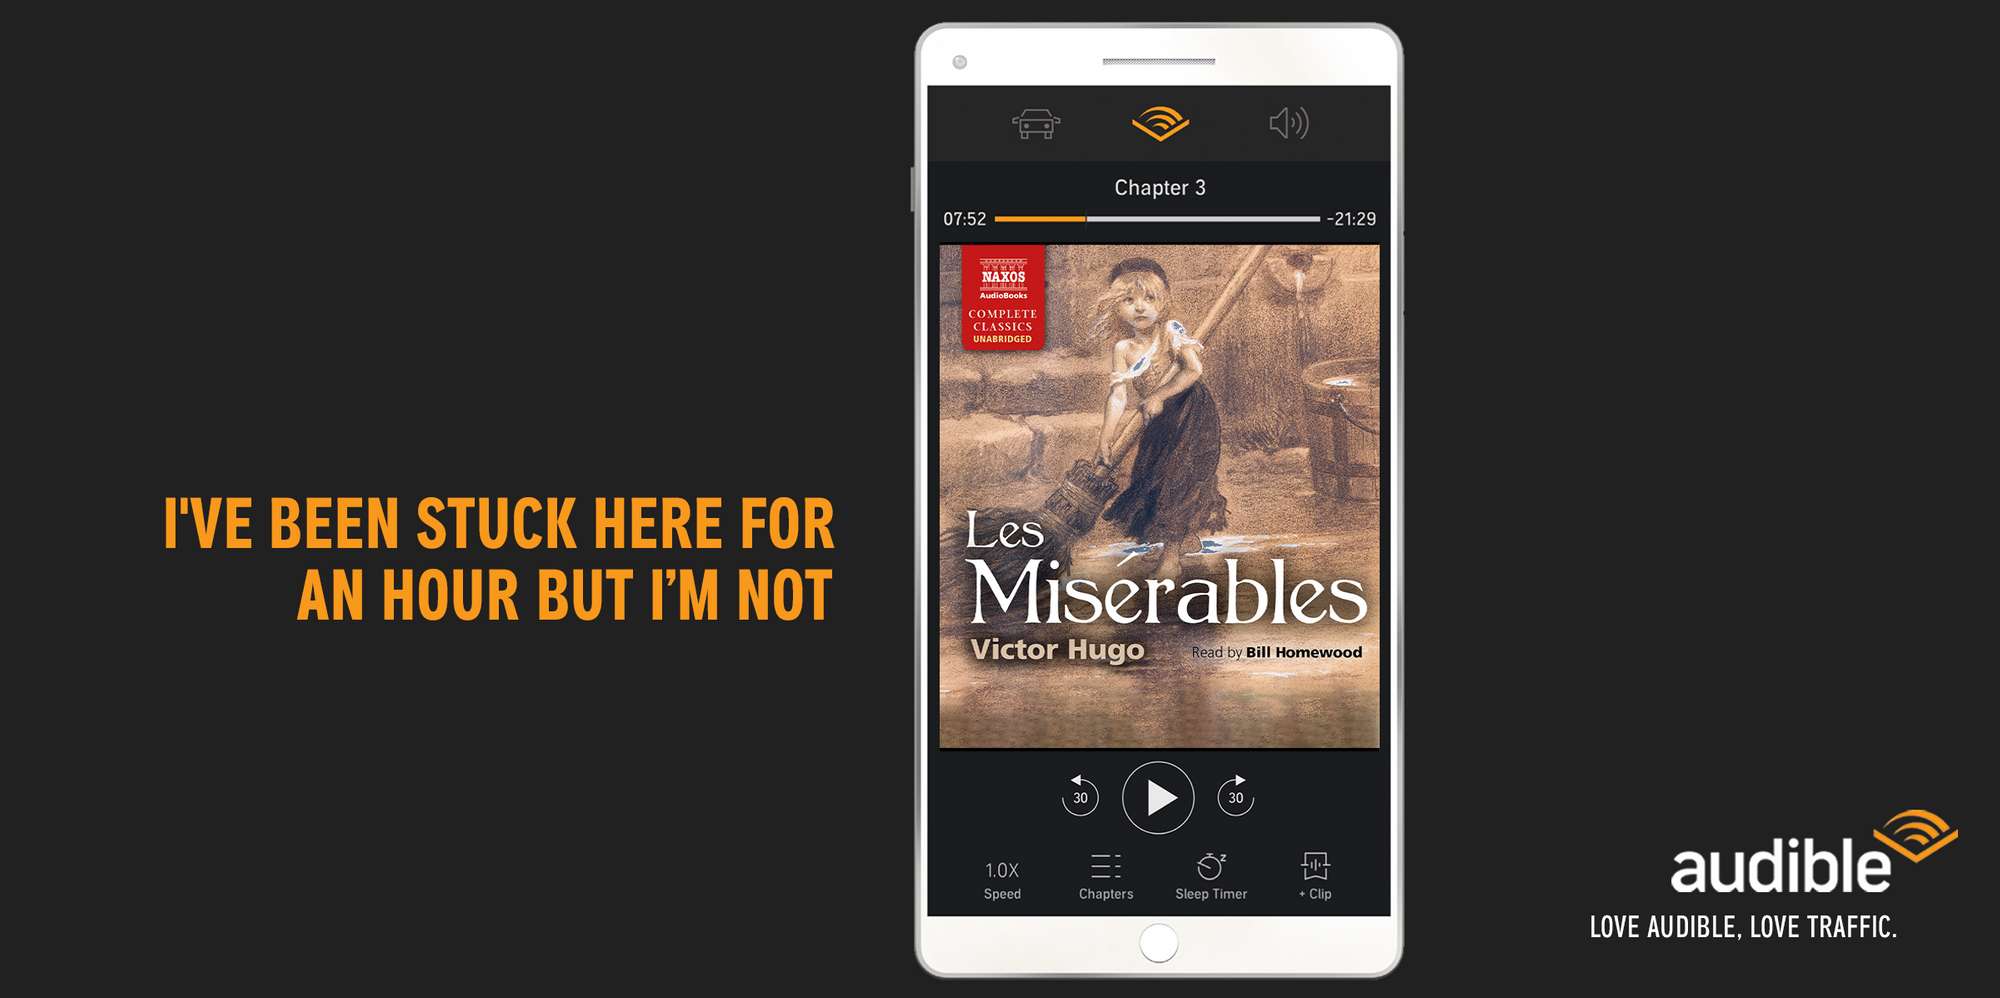 I'VE BEEN STUCK HERE FOR
AN HOUR BUT I’M NOT
Chapter 3
07:52
-21:29
NAXOS
AudioBooks
COMPLETE
CLASSICS
UNABRIDGED
Les
Misérables
Victor Hugo
Read by Bill Homewood
30
30
1.0X
Speed
Chapters
z
Sleep Timer
+ Clip
audible
LOVE AUDIBLE, LOVE TRAFFIC.